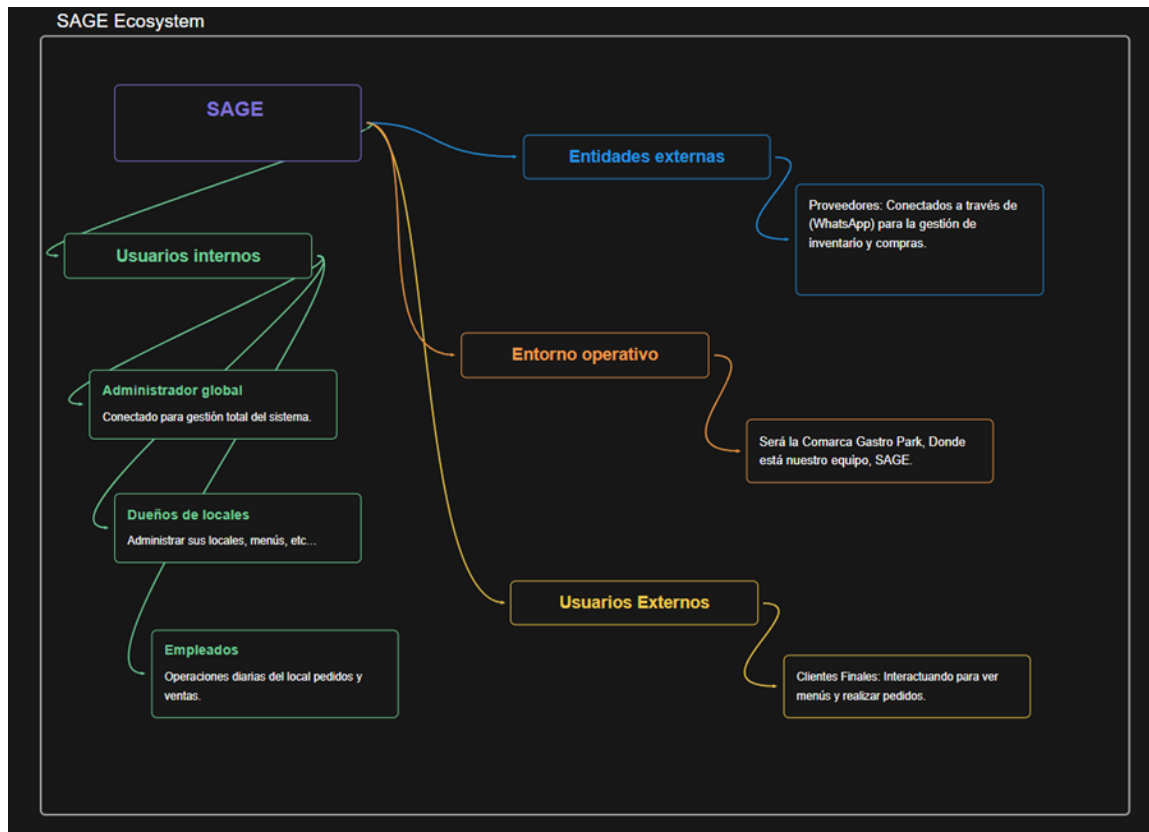 SAGE Ecosystem
SAGE
Entidades externas
Proveedores: Conectados a través de
(WhatsApp) para la gestión de
inventario y compras.
Usuarios internos
Entorno operativo
Administrador global
Conectado para gestión total del sistema.
Será la Comarca Gastro Park, Donde
está nuestro equipo, SAGE.
Dueños de locales
Administrar sus locales, menús, etc...
Usuarios Externos
Empleados
Operaciones diarias del local pedidos y
ventas.
Clientes Finales: Interactuando para ver
menús y realizar pedidos.